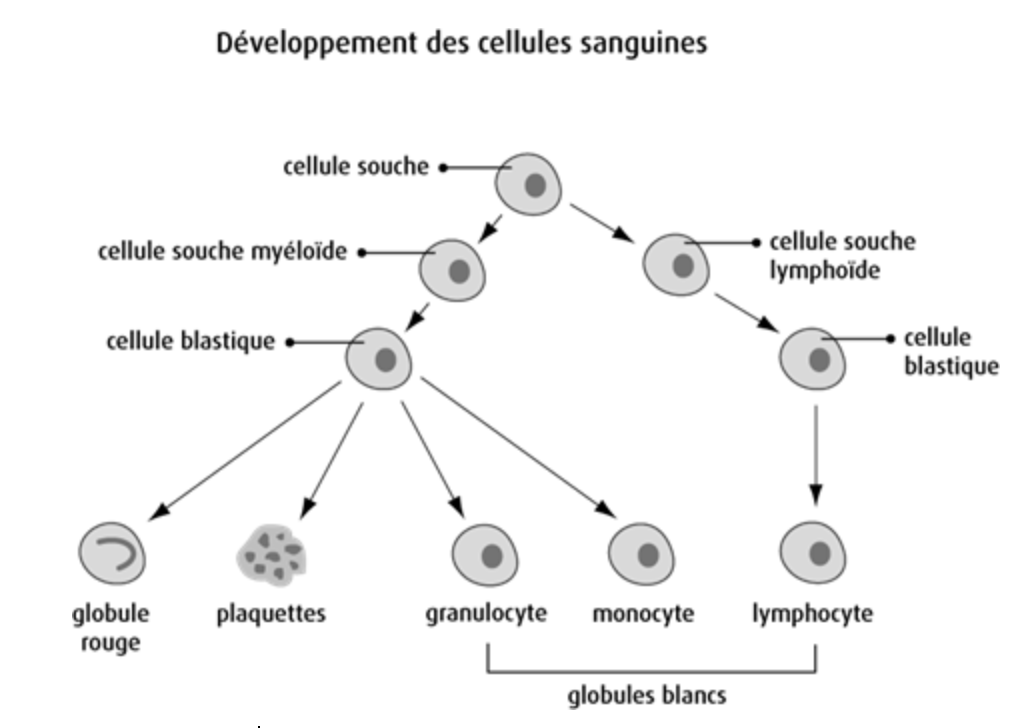 Développement des cellules sanguines
cellule souche
cellule souche myéloïde
cellule souche
lymphoïde
cellule blastique
cellule
blastique
globule
rouge
plaquettes
granulocyte
monocyte
lymphocyte
globules blancs